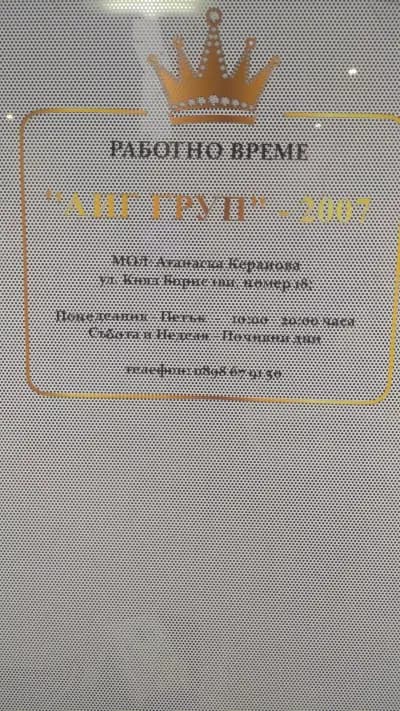 РАБОТНО ВРЕМЕ
"АНГ ГРУП" - 2007
МОЛ: Атанаска Керанова
ул. Княз Борис I ви, номер 18;
Понеделник - Петък - 10:00 - 20:00 часа
Събота и Неделя - Почивни дни
телефон: 0898 67 91 50